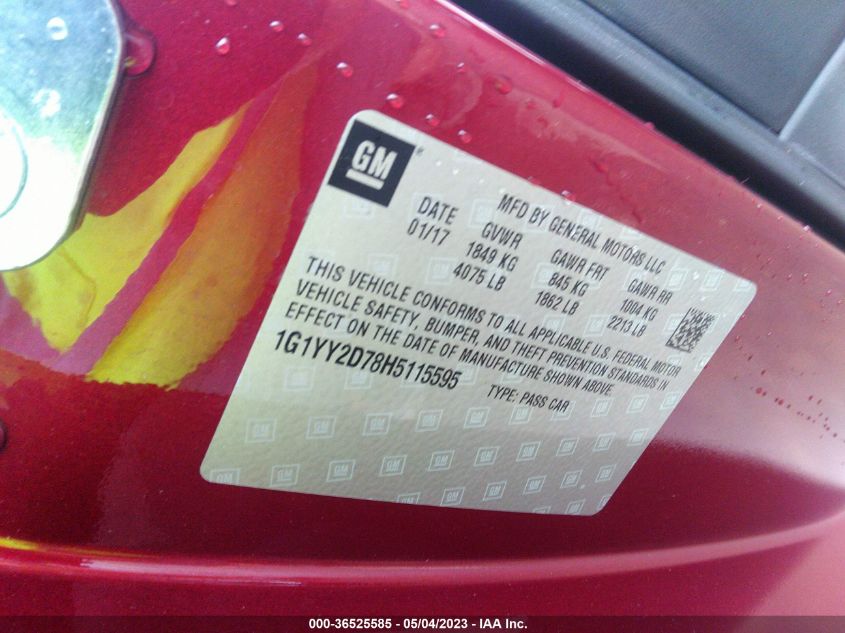 GM
MFD BY GENERAL MOTORS LLC
DATE GVWR GAWR FRT GAWR RR
01/17 1849 KG 845 KG 1004 KG
4075 LB 1862 LB 2213 LB
THIS VEHICLE CONFORMS TO ALL APPLICABLE U.S. FEDERAL MOTOR
VEHICLE SAFETY, BUMPER, AND THEFT PREVENTION STANDARDS IN
EFFECT ON THE DATE OF MANUFACTURE SHOWN ABOVE.
1G1YY2D78H5115595 TYPE: PASS CAR
000-36525585 / 05/04/2023 - IAA Inc.